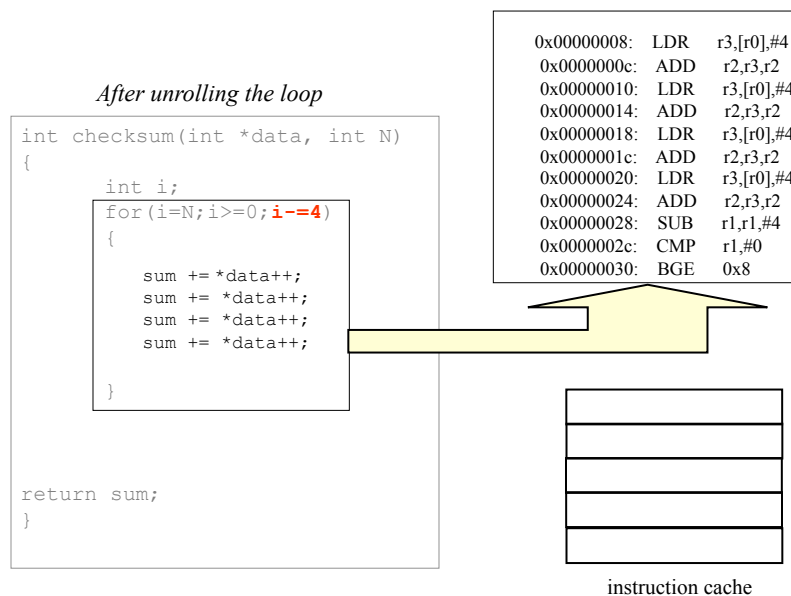 After unrolling the loop
int checksum(int *data, int N)
{
int i;
for(i=N;i>=0;i-=4)
{
sum += *data++;
sum += *data++;
sum += *data++;
sum += *data++;
}
return sum;
}
0x00000008: LDR r3,[r0],#4
0x0000000c: ADD r2,r3,r2
0x00000010: LDR r3,[r0],#4
0x00000014: ADD r2,r3,r2
0x00000018: LDR r3,[r0],#4
0x0000001c: ADD r2,r3,r2
0x00000020: LDR r3,[r0],#4
0x00000024: ADD r2,r3,r2
0x00000028: SUB r1,r1,#4
0x0000002c: CMP r1,#0
0x00000030: BGE 0x8
instruction cache